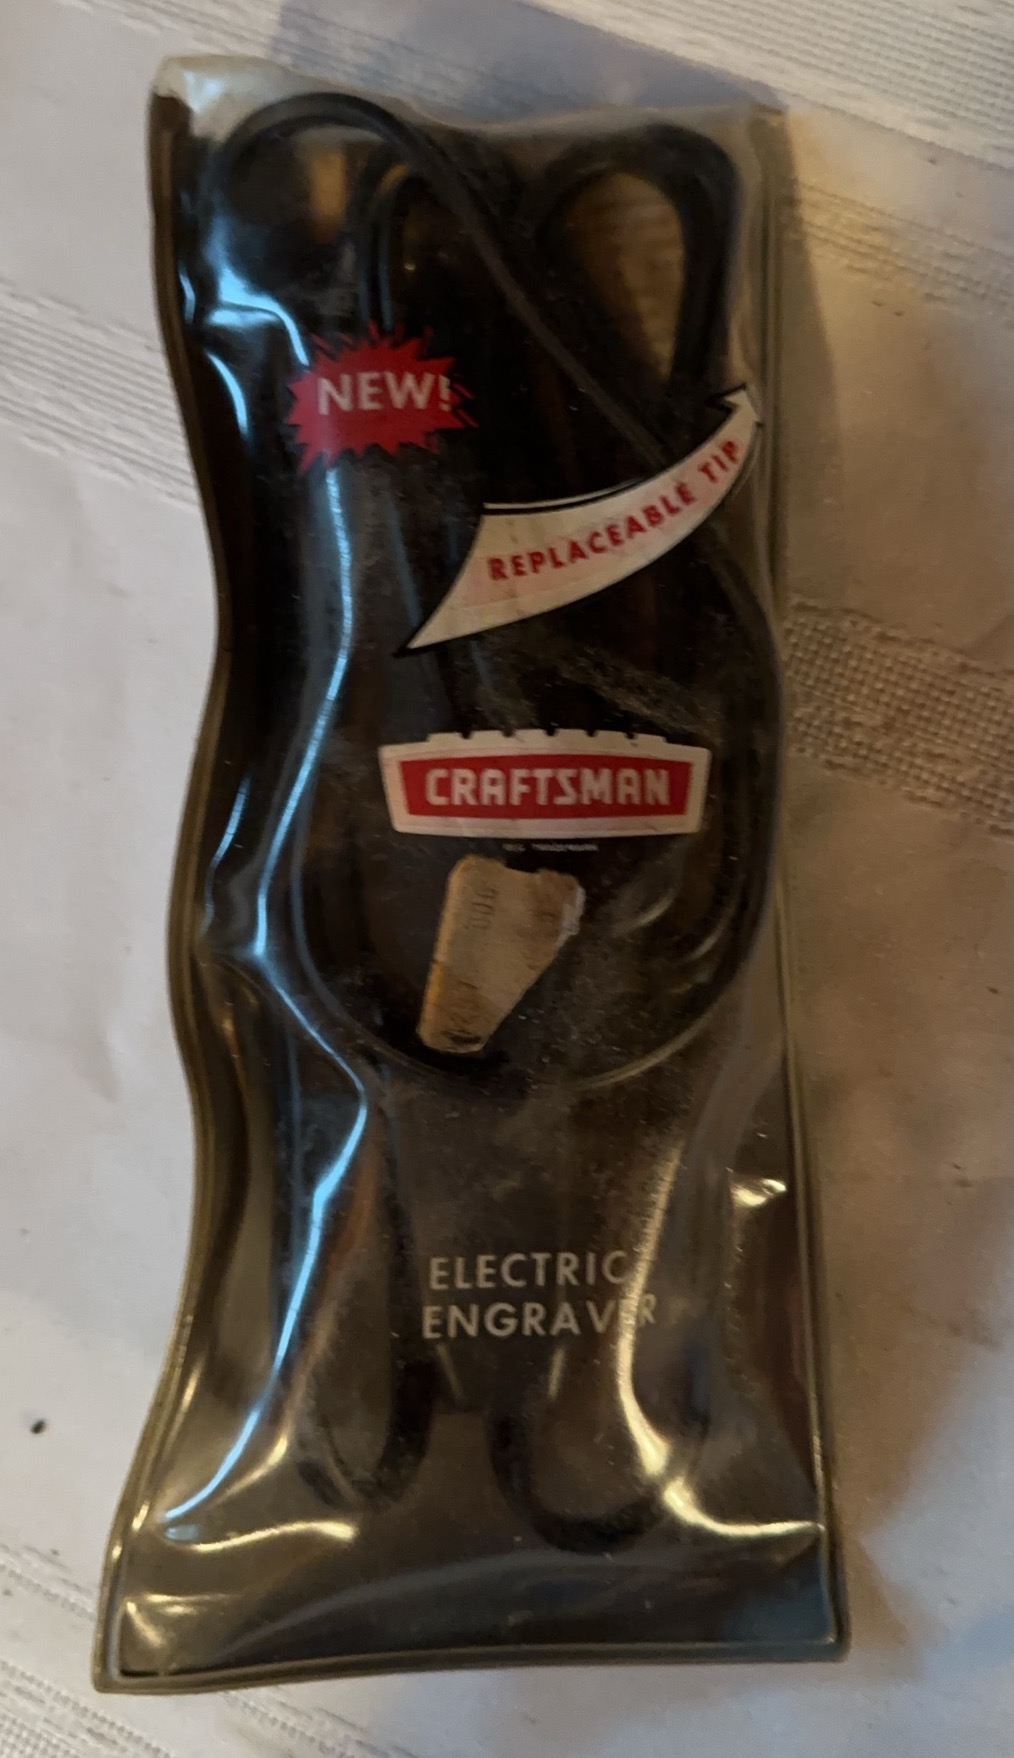 NEW!
REPLACEABLE TIP
CRAFTSMAN
ELECTRIC
ENGRAVER